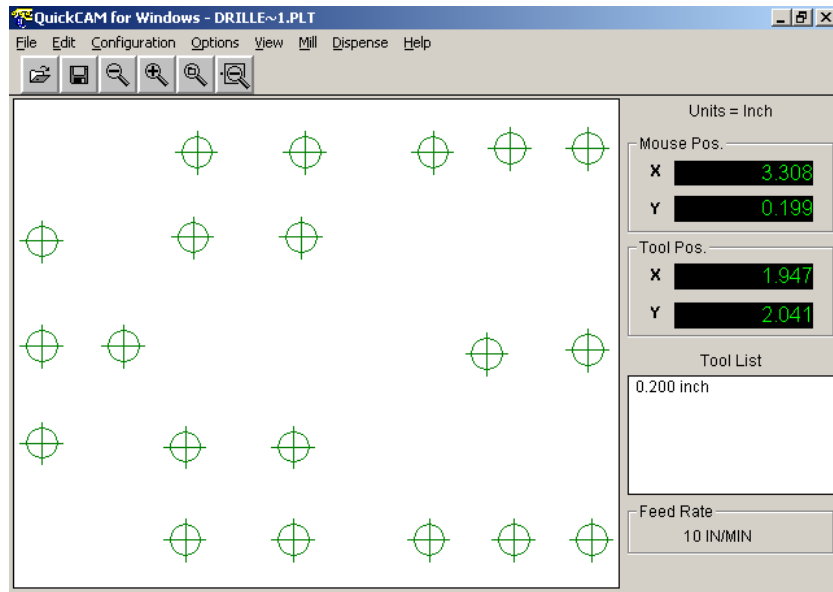 QuickCAM for Windows - DRILLE~1.PLT
File Edit Configuration Options View Mill Dispense Help
Units = Inch
Mouse Pos.
X 3.308
Y 0.199
Tool Pos.
X 1.947
Y 2.041
Tool List
0.200 inch
Feed Rate
10 IN/MIN